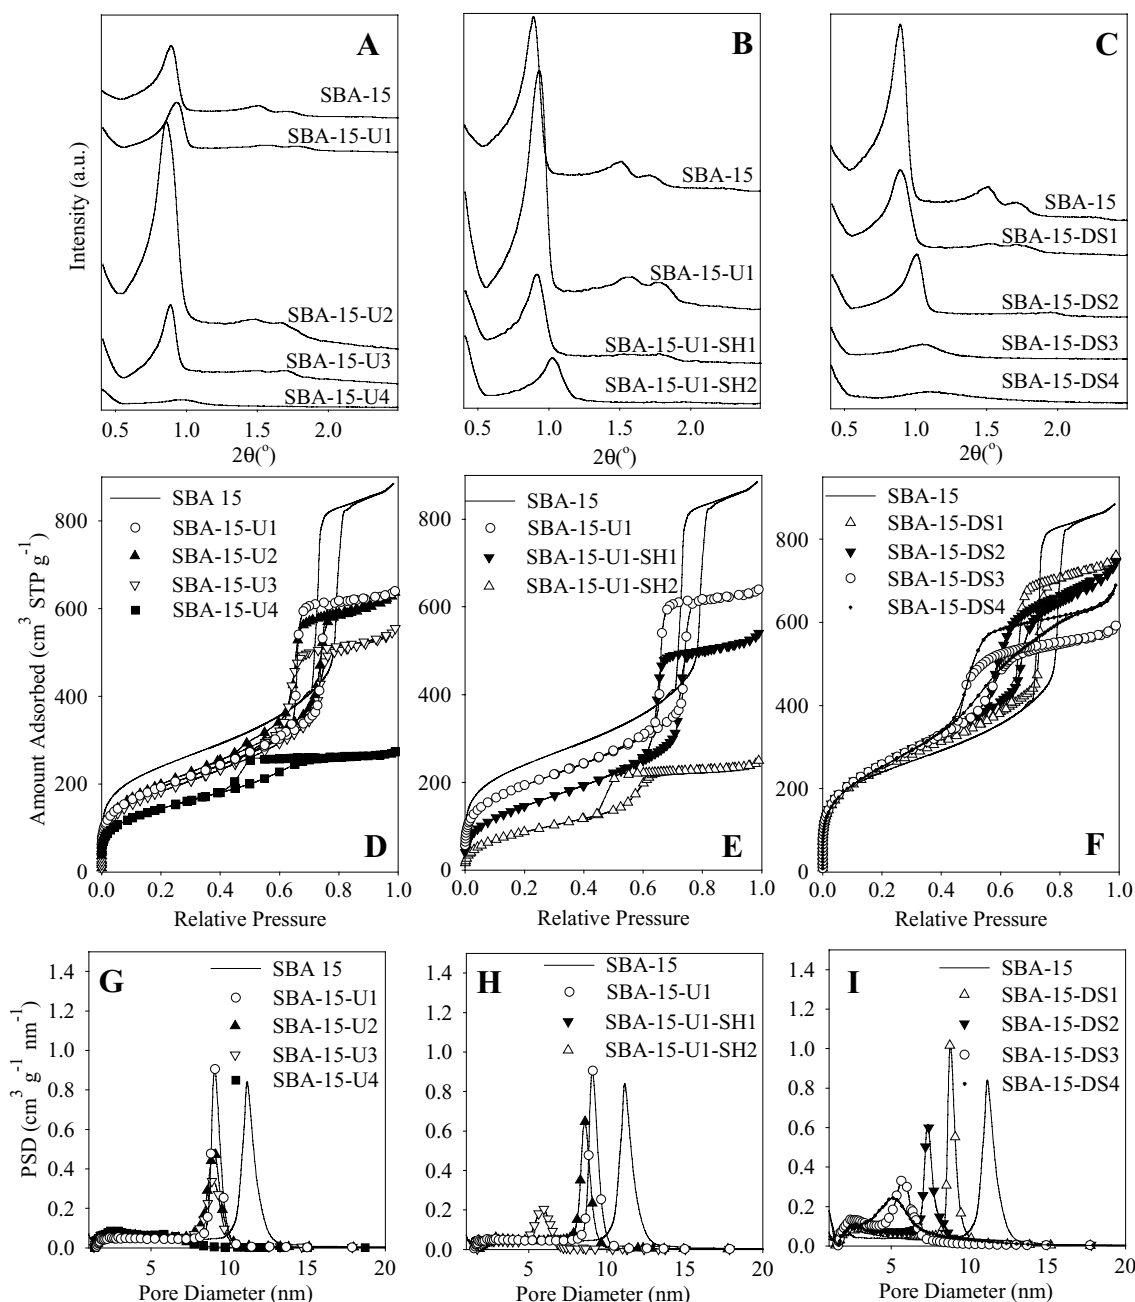 A
SBA-15
SBA-15-U1
SBA-15-U2
SBA-15-U3
SBA-15-U4
Intensity (a.u.)
0.5 1.0 1.5 2.0
2θ(°)
B
SBA-15
SBA-15-U1
SBA-15-U1-SH1
SBA-15-U1-SH2
0.5 1.0 1.5 2.0
2θ(°)
C
SBA-15
SBA-15-DS1
SBA-15-DS2
SBA-15-DS3
SBA-15-DS4
0.5 1.0 1.5 2.0
2θ(°)
SBA 15
SBA-15-U1
SBA-15-U2
SBA-15-U3
SBA-15-U4
D
Amount Adsorbed (cm³ STP g⁻¹)
800
600
400
200
0
0.0 0.2 0.4 0.6 0.8 1.0
Relative Pressure
SBA-15
SBA-15-U1
SBA-15-U1-SH1
SBA-15-U1-SH2
E
800
600
400
200
0
0.0 0.2 0.4 0.6 0.8 1.0
Relative Pressure
SBA-15
SBA-15-DS1
SBA-15-DS2
SBA-15-DS3
SBA-15-DS4
F
800
600
400
200
0
0.0 0.2 0.4 0.6 0.8 1.0
Relative Pressure
G
SBA 15
SBA-15-U1
SBA-15-U2
SBA-15-U3
SBA-15-U4
PSD (cm³ g⁻¹ nm⁻¹)
1.4
1.2
1.0
0.8
0.6
0.4
0.2
0.0
5 10 15 20
Pore Diameter (nm)
H
SBA-15
SBA-15-U1
SBA-15-U1-SH1
SBA-15-U1-SH2
1.4
1.2
1.0
0.8
0.6
0.4
0.2
0.0
5 10 15 20
Pore Diameter (nm)
I
SBA-15
SBA-15-DS1
SBA-15-DS2
SBA-15-DS3
SBA-15-DS4
1.4
1.2
1.0
0.8
0.6
0.4
0.2
0.0
5 10 15 20
Pore Diameter (nm)